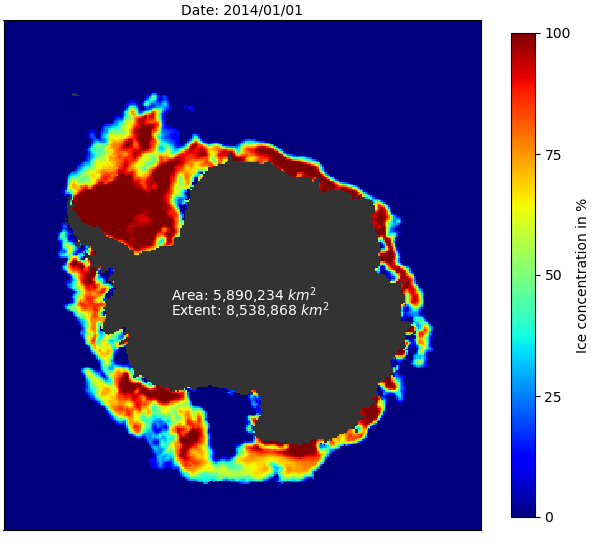 Date: 2014/01/01
100
75
50
25
0
Ice concentration in %
Area: 5,890,234 km²
Extent: 8,538,868 km²